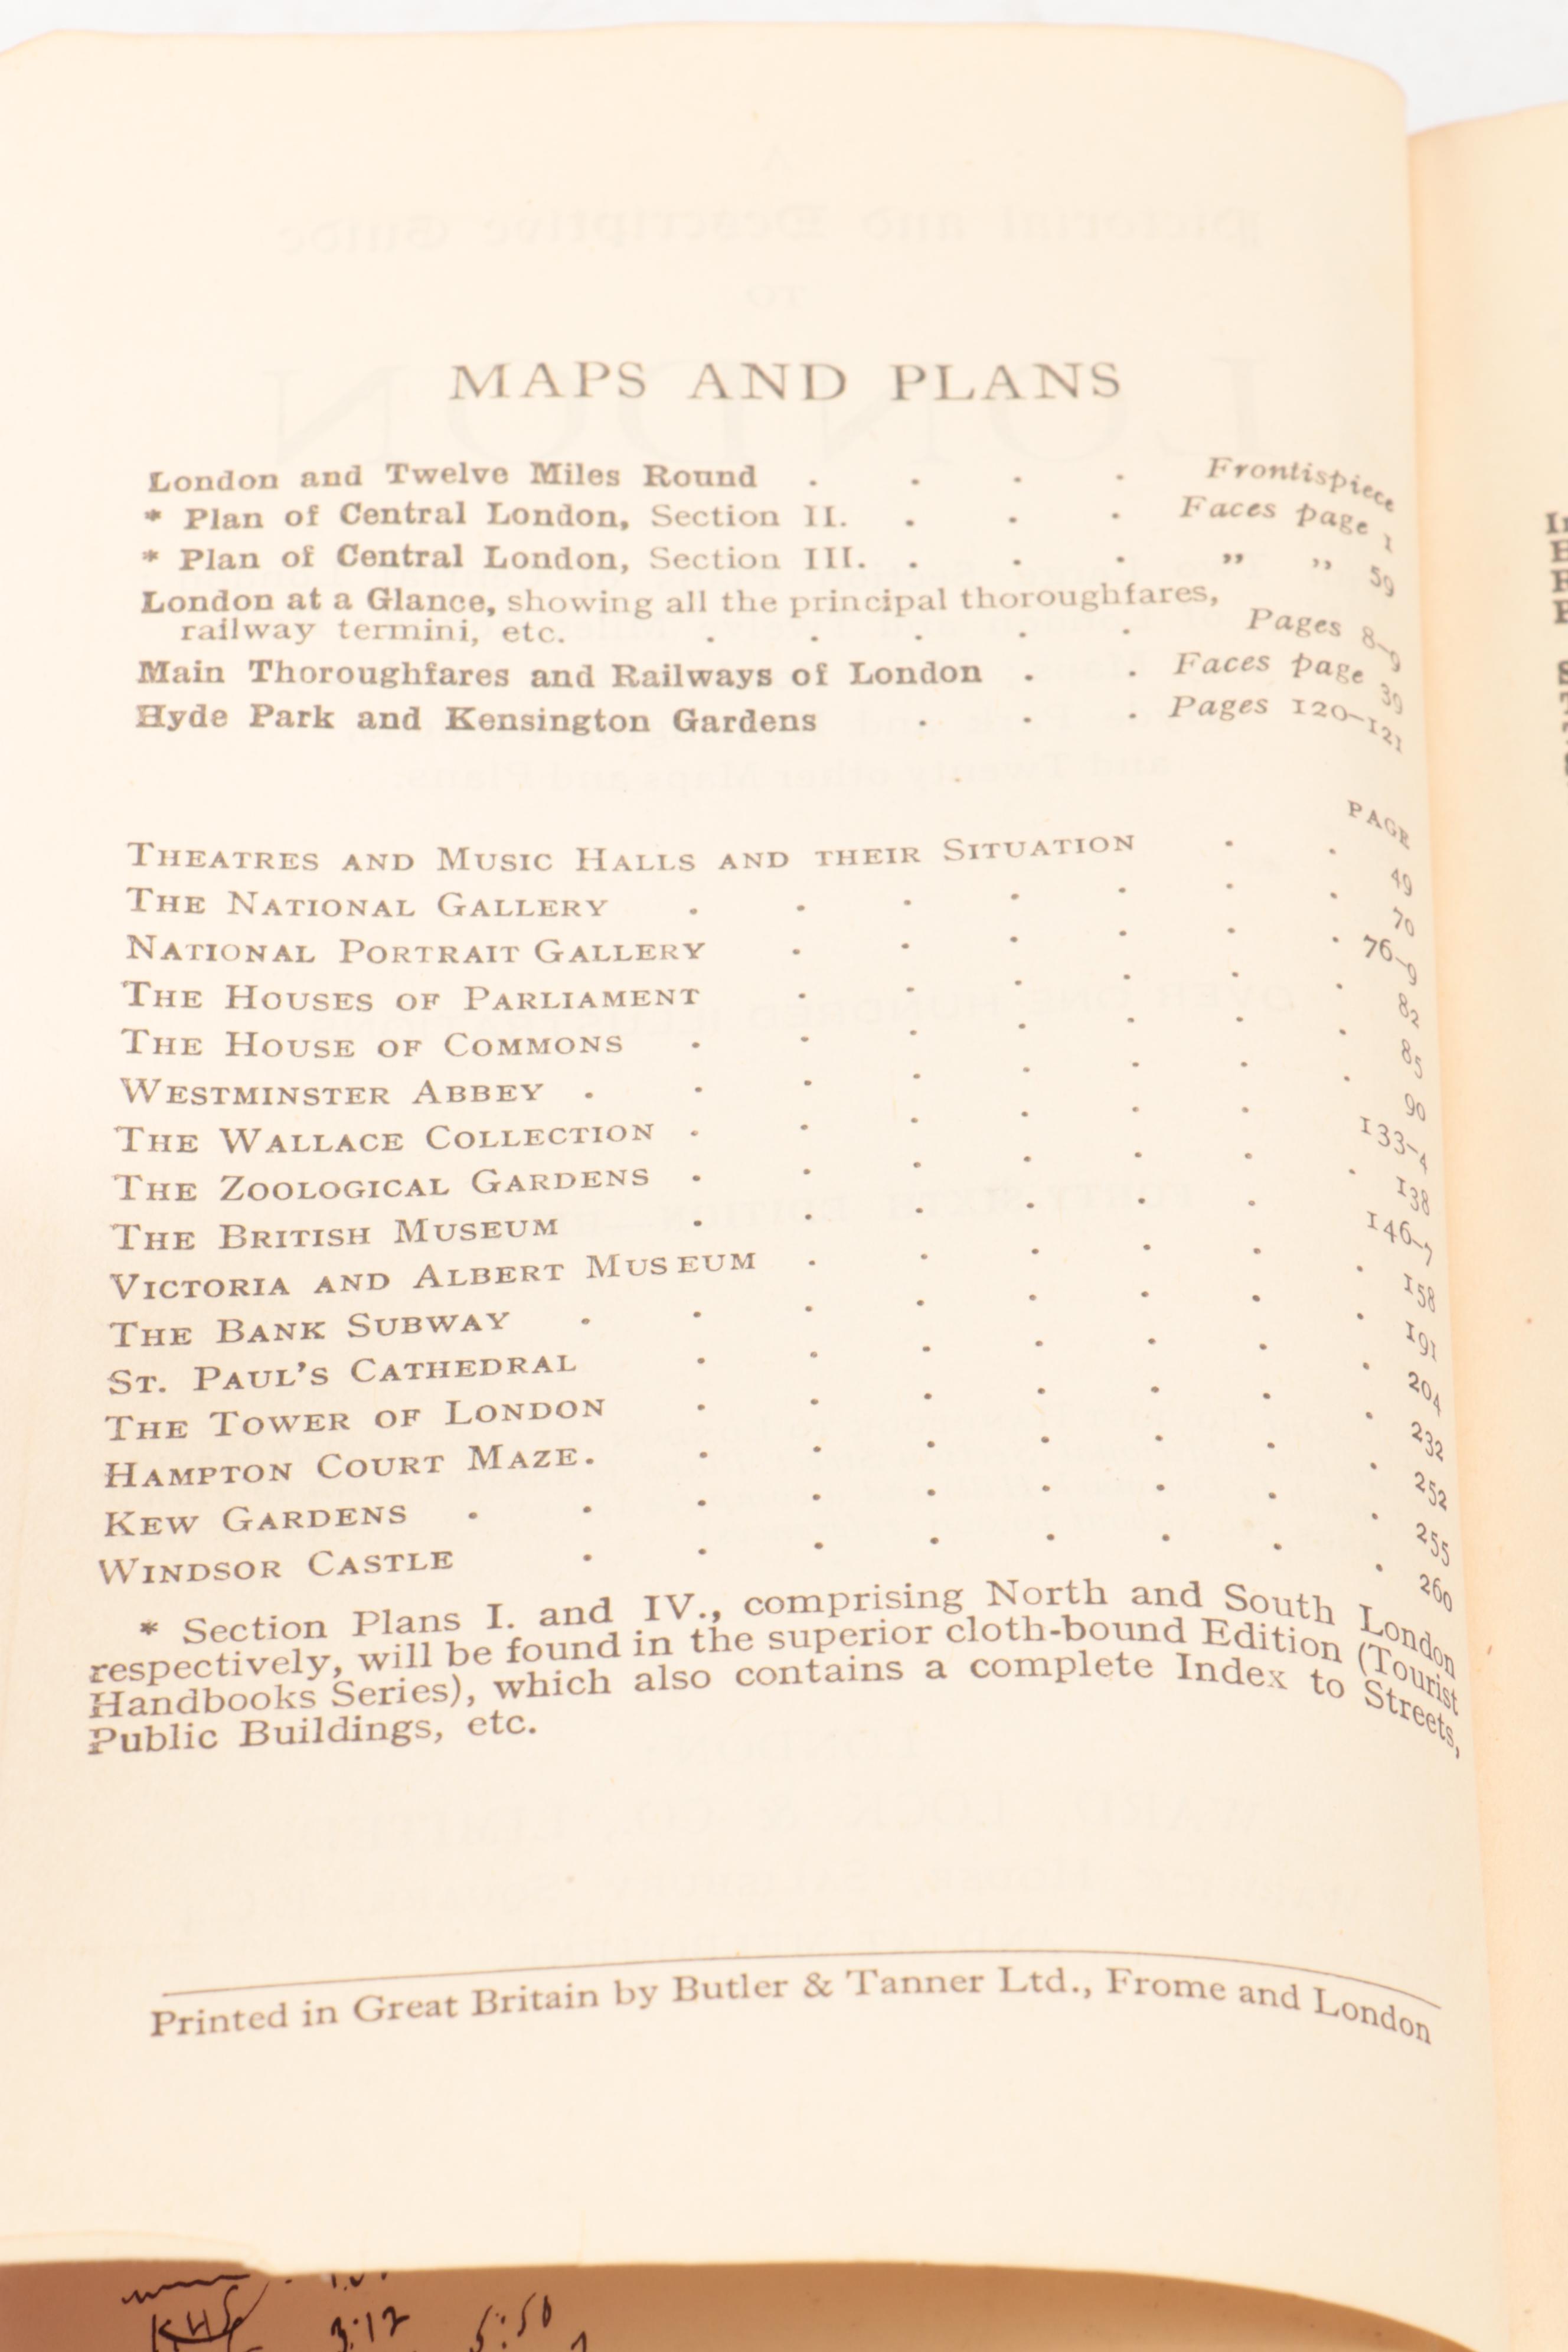 MAPS AND PLANS
London and Twelve Miles Round . . . . Frontispiece
* Plan of Central London, Section II. . . . Faces page 1
* Plan of Central London, Section III. . . . " " 59
London at a Glance, showing all the principal thoroughfares,
railway termini, etc. . . . . . Pages 8–9
Main Thoroughfares and Railways of London . . Faces page 39
Hyde Park and Kensington Gardens . . . Pages 120–121
PAGE
THEATRES AND MUSIC HALLS AND THEIR SITUATION . . 49
THE NATIONAL GALLERY . . . . . . . 70
NATIONAL PORTRAIT GALLERY . . . . . . 76–9
THE HOUSES OF PARLIAMENT . . . . . . 82
THE HOUSE OF COMMONS . . . . . . . 85
WESTMINSTER ABBEY . . . . . . . . 90
THE WALLACE COLLECTION . . . . . . 133–4
THE ZOOLOGICAL GARDENS . . . . . . . 138
THE BRITISH MUSEUM . . . . . . 146–7
VICTORIA AND ALBERT MUSEUM . . . . . . 158
THE BANK SUBWAY . . . . . . . . 191
ST. PAUL'S CATHEDRAL . . . . . . . 204
THE TOWER OF LONDON . . . . . . . 232
HAMPTON COURT MAZE . . . . . . . . 252
KEW GARDENS . . . . . . . . . 255
WINDSOR CASTLE . . . . . . . . 260
* Section Plans I. and IV., comprising North and South London
respectively, will be found in the superior cloth-bound Edition (Tourist
Handbooks Series), which also contains a complete Index to Streets,
Public Buildings, etc.
Printed in Great Britain by Butler & Tanner Ltd., Frome and London
KHS 3:12 5:50